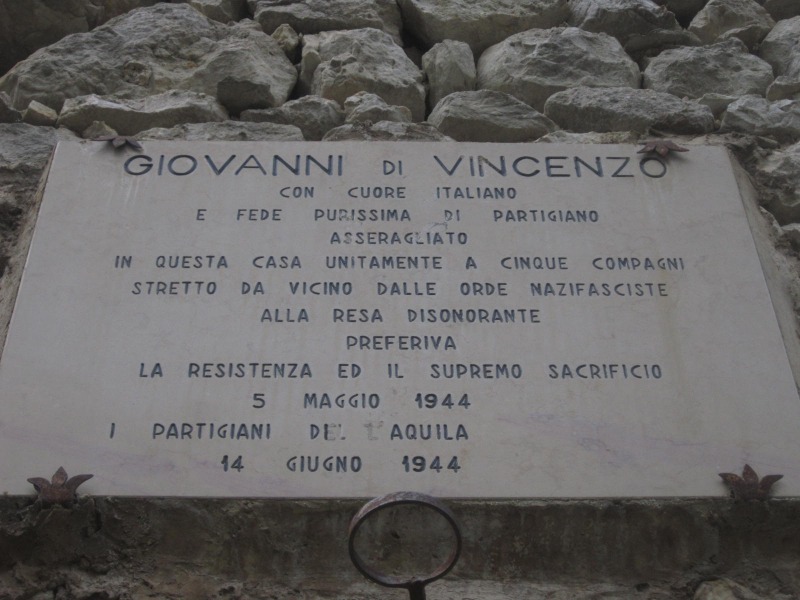 GIOVANNI DI VINCENZO
CON CUORE ITALIANO
E FEDE PURISSIMA DI PARTIGIANO
ASSERAGLIATO
IN QUESTA CASA UNITAMENTE A CINQUE COMPAGNI
STRETTO DA VICINO DALLE ORDE NAZIFASCISTE
ALLA RESA DISONORANTE
PREFERIVA
LA RESISTENZA ED IL SUPREMO SACRIFICIO
5 MAGGIO 1944
I PARTIGIANI DE L'AQUILA
14 GIUGNO 1944